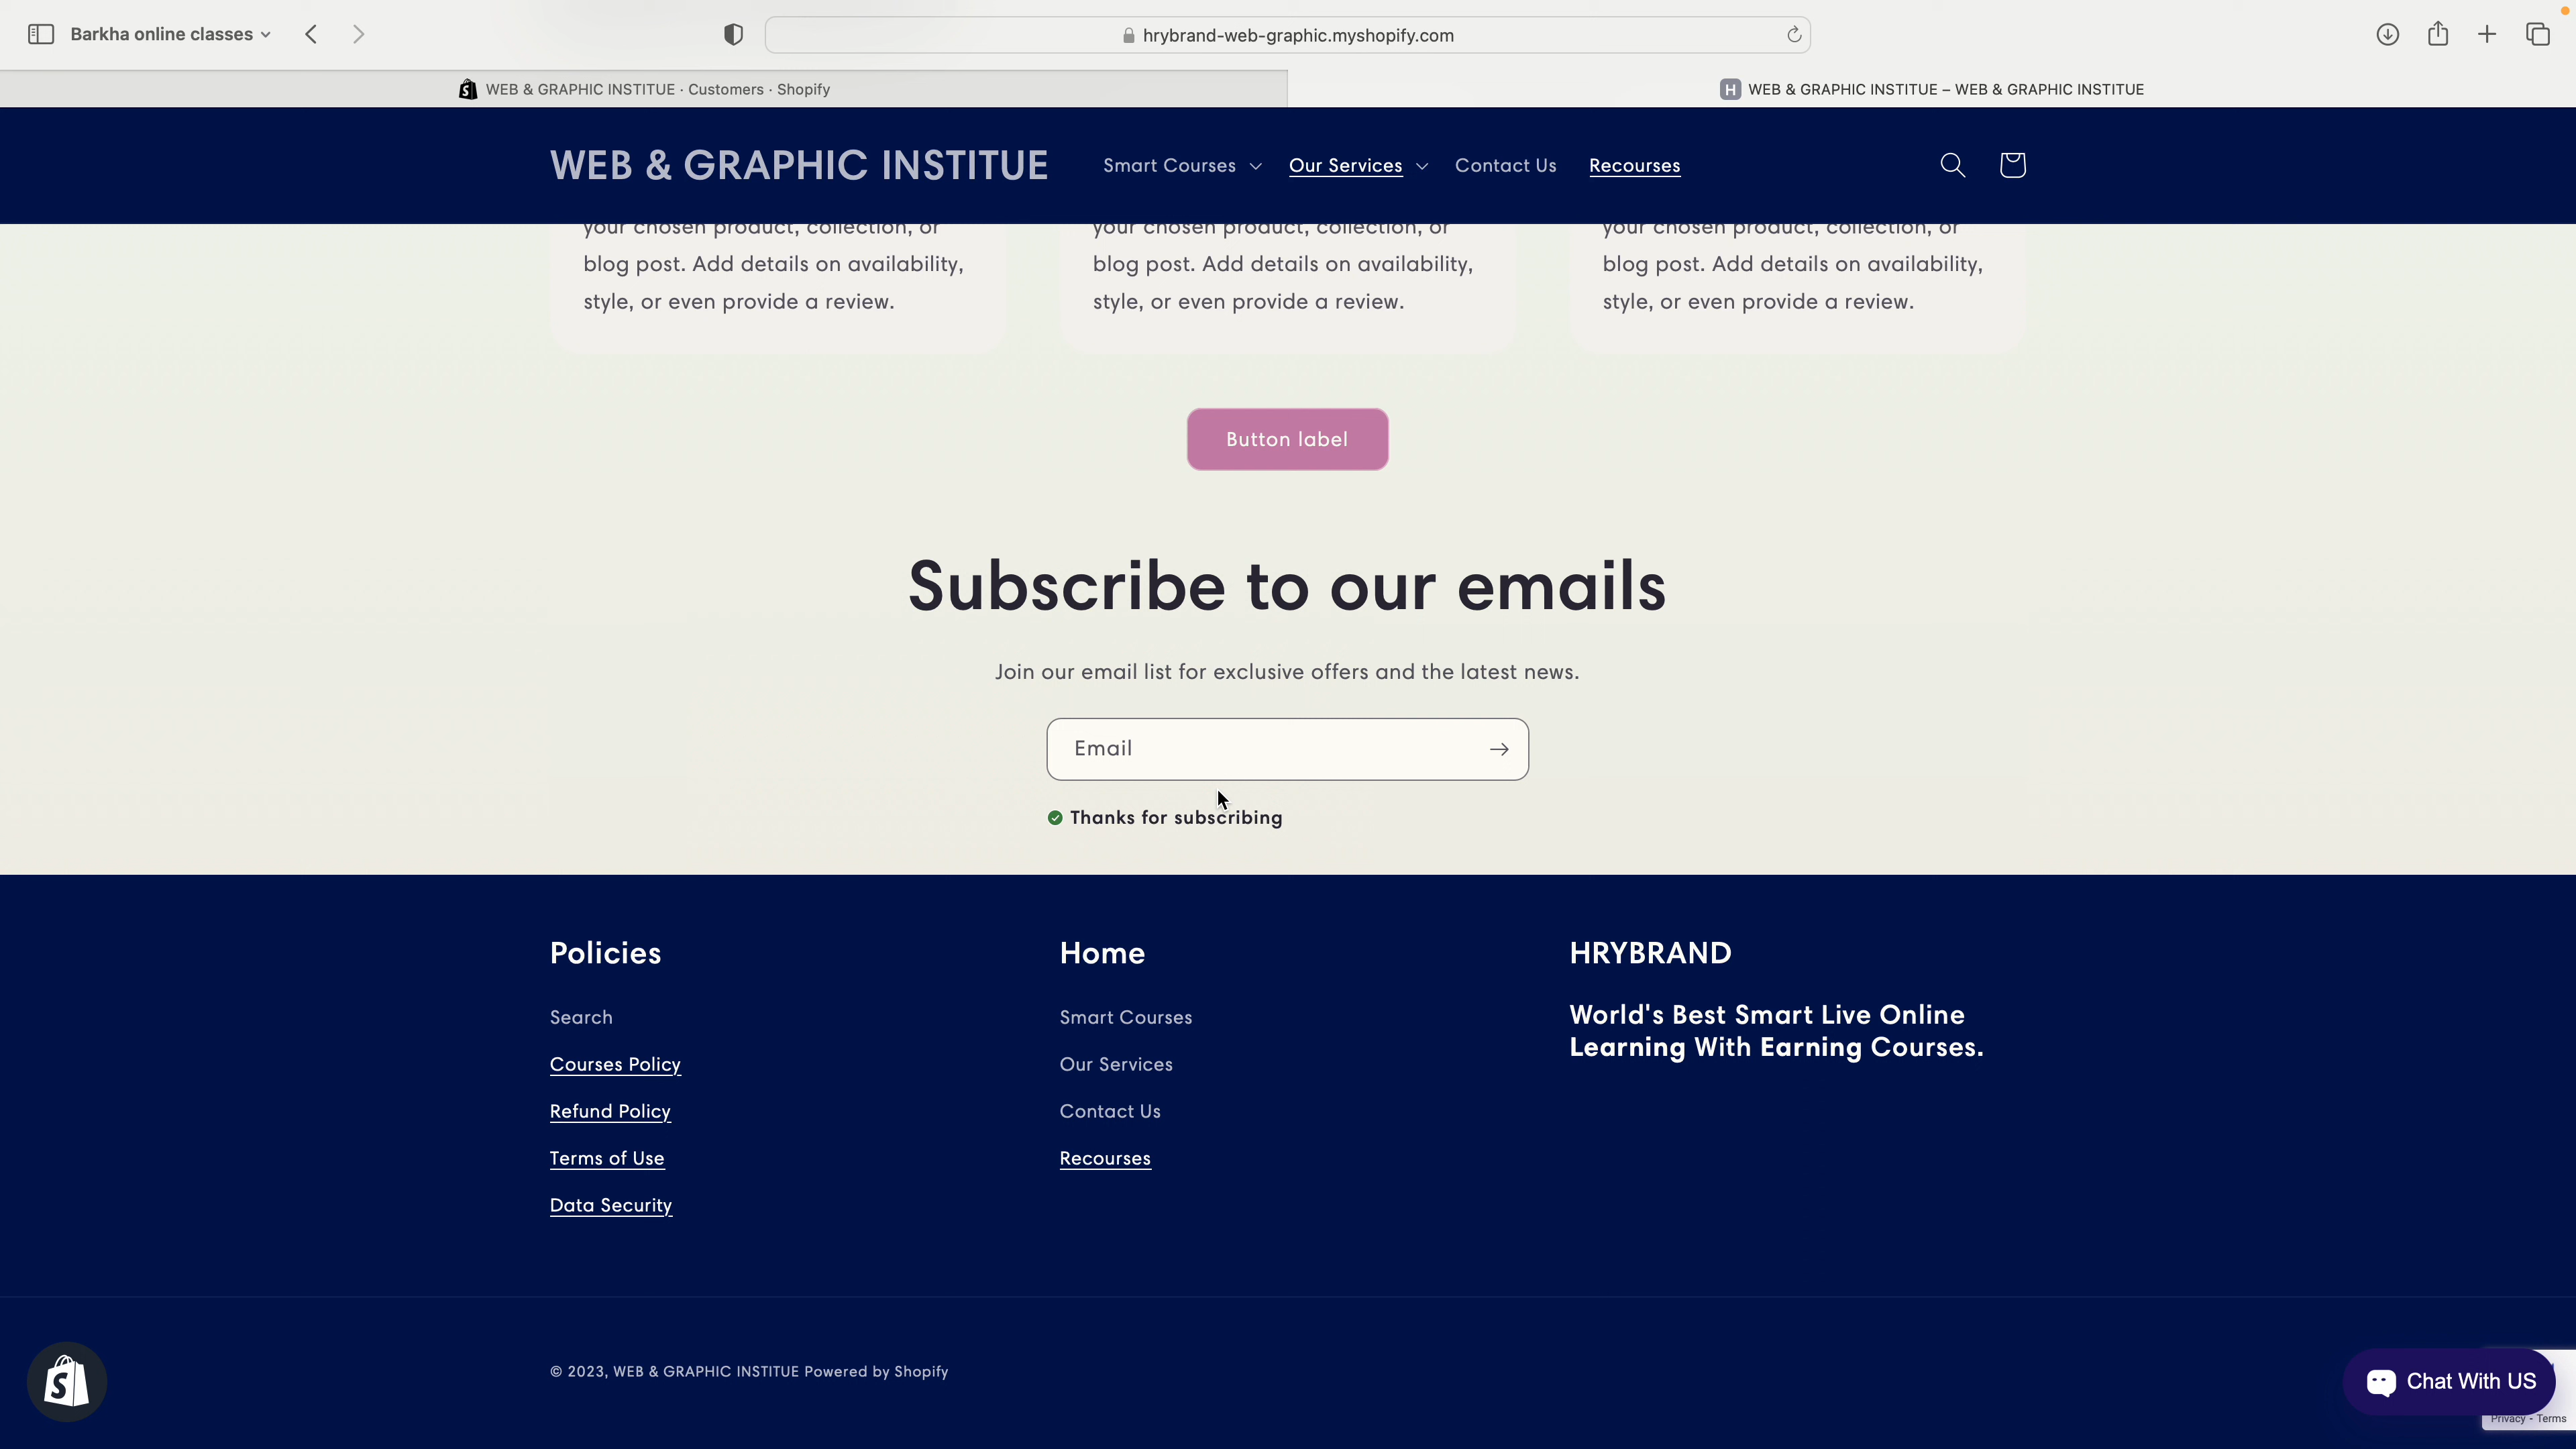 Barkha online classes
hrybrand-web-graphic.myshopify.com
WEB & GRAPHIC INSTITUE · Customers · Shopify
H WEB & GRAPHIC INSTITUE – WEB & GRAPHIC INSTITUE
WEB & GRAPHIC INSTITUE
Smart Courses
Our Services
Contact Us
Recourses
your chosen product, collection, or
blog post. Add details on availability,
style, or even provide a review.
your chosen product, collection, or
blog post. Add details on availability,
style, or even provide a review.
your chosen product, collection, or
blog post. Add details on availability,
style, or even provide a review.
Button label
Subscribe to our emails
Join our email list for exclusive offers and the latest news.
Email
Thanks for subscribing
Policies
Search
Courses Policy
Refund Policy
Terms of Use
Data Security
Home
Smart Courses
Our Services
Contact Us
Recourses
HRYBRAND
World's Best Smart Live Online
Learning With Earning Courses.
© 2023, WEB & GRAPHIC INSTITUE Powered by Shopify
Chat With US
Privacy - Terms